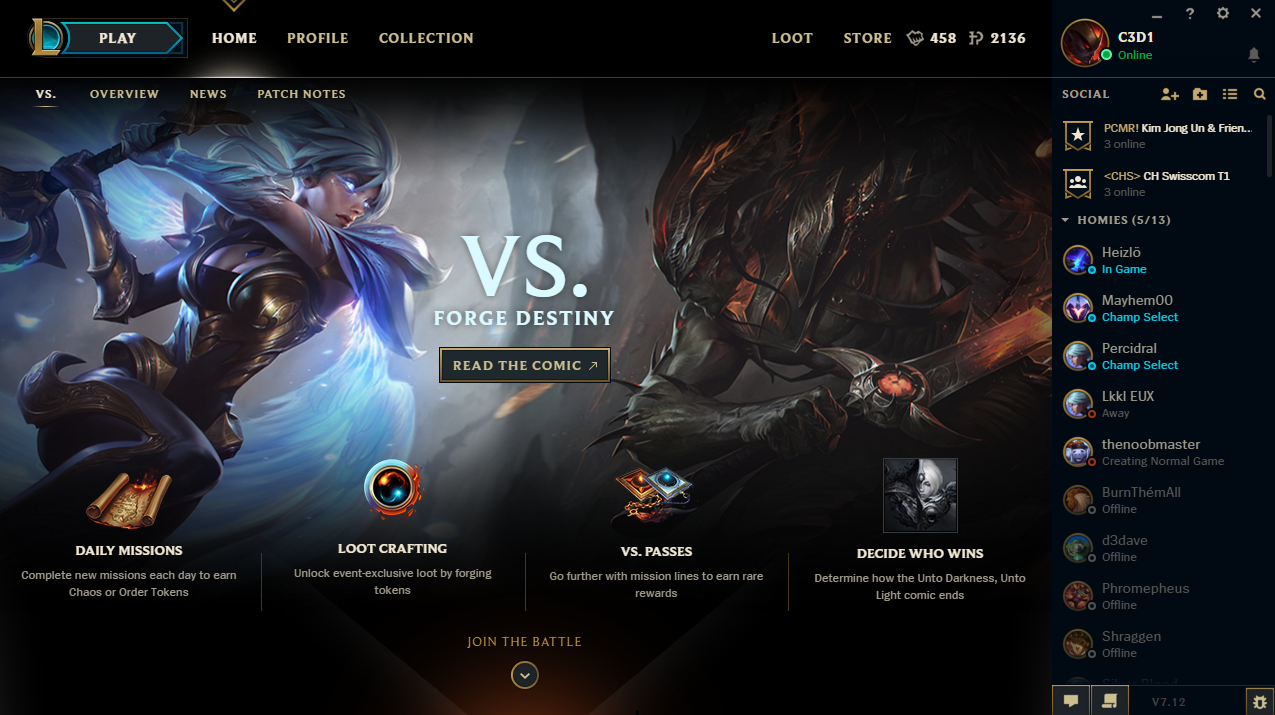 PLAY
HOME
PROFILE
COLLECTION
LOOT
STORE
458
2136
C3D1
Online
VS.
OVERVIEW
NEWS
PATCH NOTES
SOCIAL
PCMR! Kim Jong Un & Frien...
3 online
<CHS> CH Swisscom T1
3 online
HOMIES (5/13)
Heizlö
In Game
Mayhem00
Champ Select
Percidral
Champ Select
Lkkl EUX
Away
thenoobmaster
Creating Normal Game
BurnThémAll
Offline
d3dave
Offline
Phromepheus
Offline
Shraggen
Offline
VS.
FORGE DESTINY
READ THE COMIC
DAILY MISSIONS
Complete new missions each day to earn
Chaos or Order Tokens
LOOT CRAFTING
Unlock event-exclusive loot by forging
tokens
VS. PASSES
Go further with mission lines to earn rare
rewards
DECIDE WHO WINS
Determine how the Unto Darkness, Unto
Light comic ends
JOIN THE BATTLE
V7.12